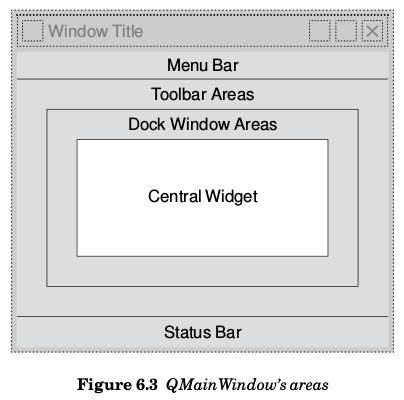 Window Title
Menu Bar
Toolbar Areas
Dock Window Areas
Central Widget
Status Bar
Figure 6.3 QMainWindow's areas